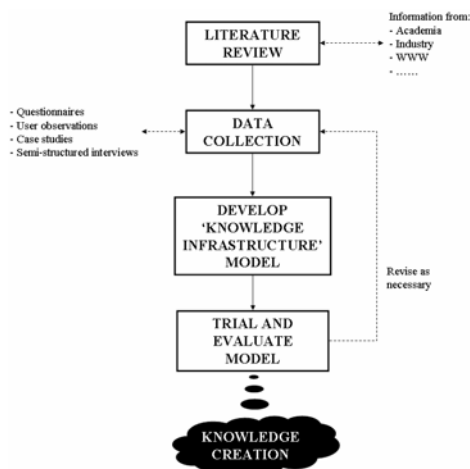 LITERATURE
REVIEW
Information from:
- Academia
- Industry
- WWW
- ......
- Questionnaires
- User observations
- Case studies
- Semi-structured interviews
DATA
COLLECTION
DEVELOP
‘KNOWLEDGE
INFRASTRUCTURE’
MODEL
Revise as
necessary
TRIAL AND
EVALUATE
MODEL
KNOWLEDGE
CREATION